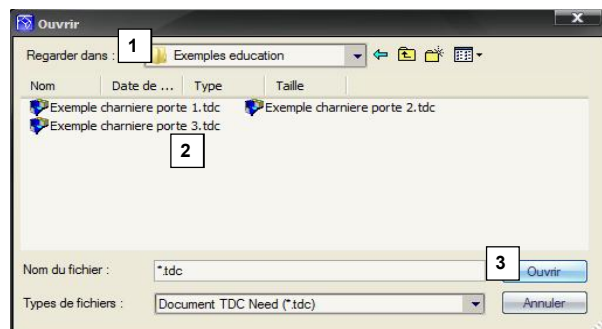 Ouvrir
X
Regarder dans : 1 Exemples education
Nom Date de ... Type Taille
Exemple charniere porte 1.tdc Exemple charniere porte 2.tdc
Exemple charniere porte 3.tdc
2
Nom du fichier : *.tdc 3 Ouvrir
Types de fichiers : Document TDC Need (*.tdc) Annuler